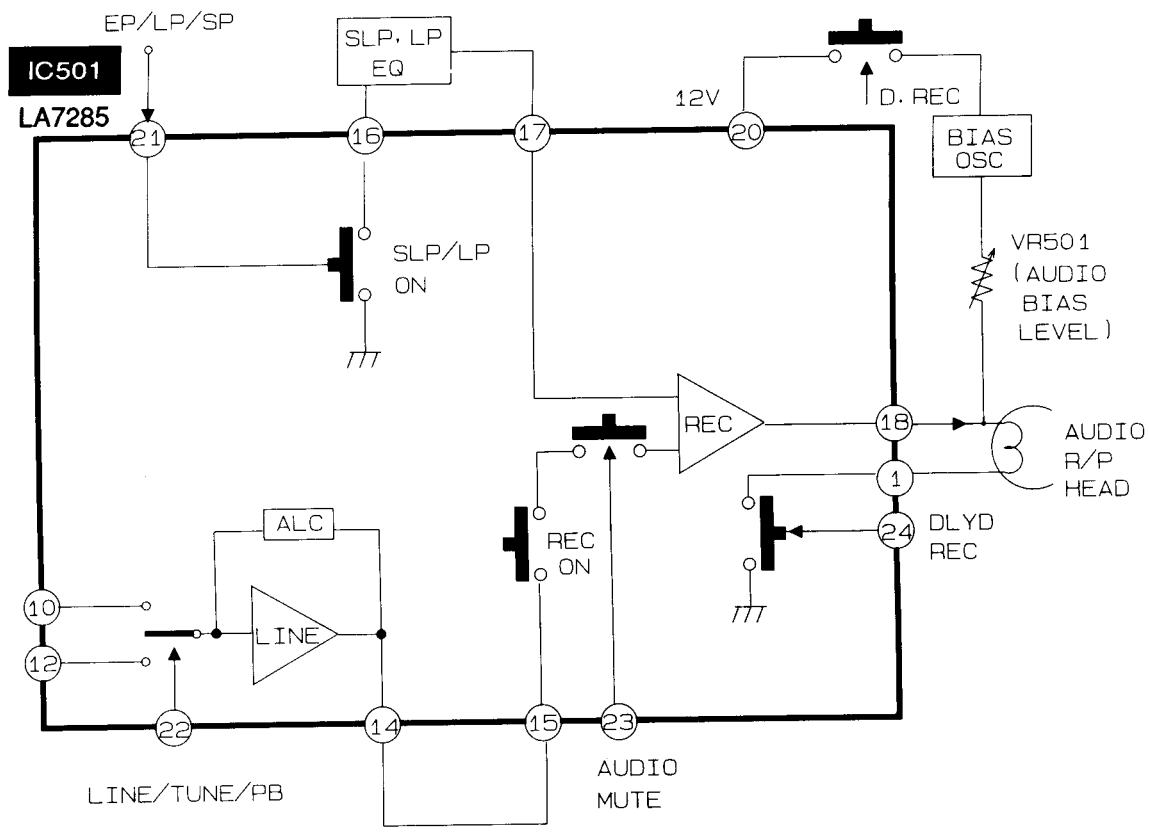 EP/LP/SP
IC501
LA7285
SLP, LP
EQ
12V
D. REC
BIAS
OSC
21
16
17
20
SLP/LP
ON
VR501
(AUDIO
BIAS
LEVEL)
REC
18
AUDIO
R/P
HEAD
1
ALC
REC
ON
24
DLYD
REC
10
LINE
12
22
14
15
23
LINE/TUNE/PB
AUDIO
MUTE